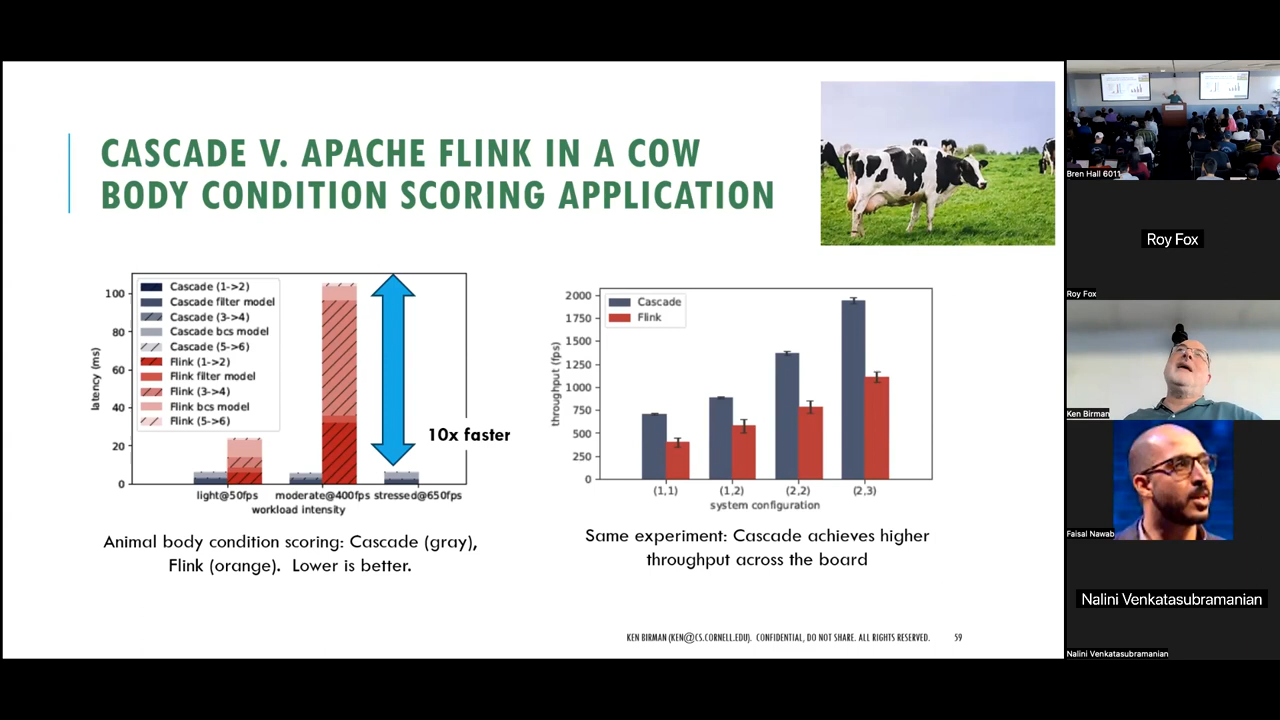 CASCADE V. APACHE FLINK IN A COW
BODY CONDITION SCORING APPLICATION
Cascade (1->2)
Cascade filter model
Cascade (3->4)
Cascade bcs model
Cascade (5->6)
Flink (1->2)
Flink filter model
Flink (3->4)
Flink bcs model
Flink (5->6)
100
80
60
40
20
0
latency (ms)
10x faster
light@50fps moderate@400fps stressed@650fps
workload intensity
Animal body condition scoring: Cascade (gray),
Flink (orange). Lower is better.
Cascade
Flink
2000
1750
1500
1250
1000
750
500
250
0
throughput (fps)
(1,1) (1,2) (2,2) (2,3)
system configuration
Same experiment: Cascade achieves higher
throughput across the board
KEN BIRMAN (KEN@CS.CORNELL.EDU). CONFIDENTIAL, DO NOT SHARE. ALL RIGHTS RESERVED. 59
Bren Hall 6011
Roy Fox
Roy Fox
Ken Birman
Faisal Nawab
Nalini Venkatasubramanian
Nalini Venkatasubramanian